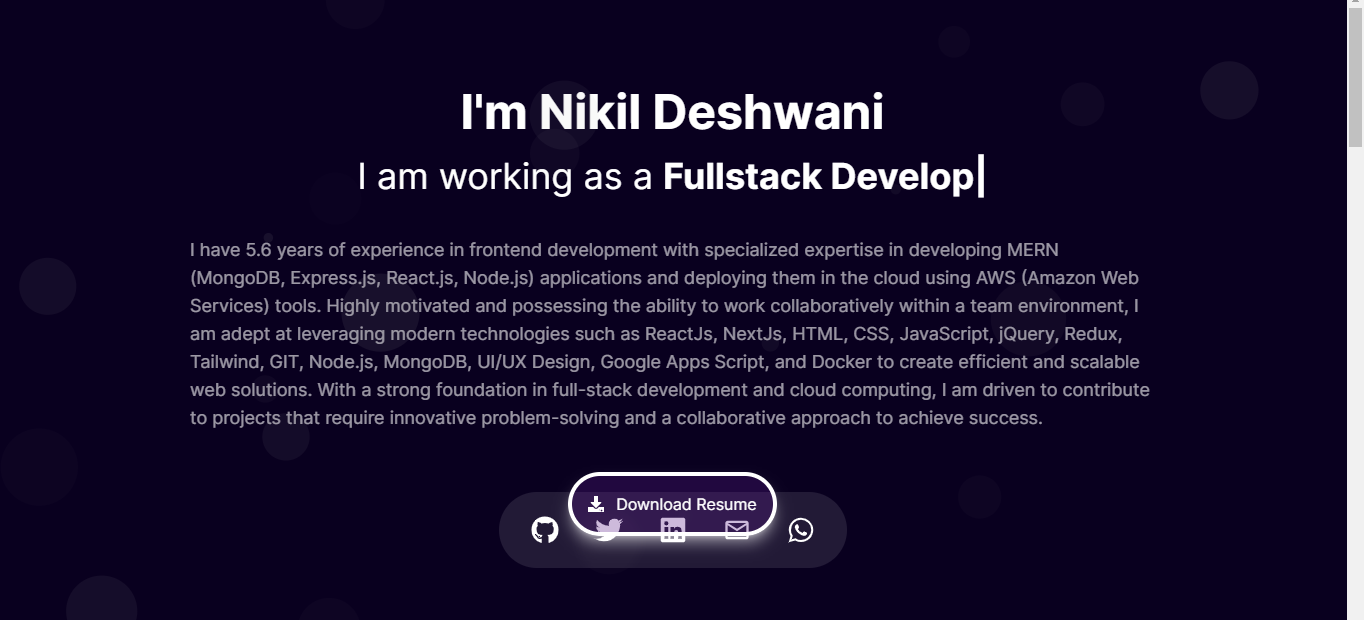 I'm Nikil Deshwani
I am working as a Fullstack Develop|
I have 5.6 years of experience in frontend development with specialized expertise in developing MERN
(MongoDB, Express.js, React.js, Node.js) applications and deploying them in the cloud using AWS (Amazon Web
Services) tools. Highly motivated and possessing the ability to work collaboratively within a team environment, I
am adept at leveraging modern technologies such as ReactJs, NextJs, HTML, CSS, JavaScript, jQuery, Redux,
Tailwind, GIT, Node.js, MongoDB, UI/UX Design, Google Apps Script, and Docker to create efficient and scalable
web solutions. With a strong foundation in full-stack development and cloud computing, I am driven to contribute
to projects that require innovative problem-solving and a collaborative approach to achieve success.
Download Resume